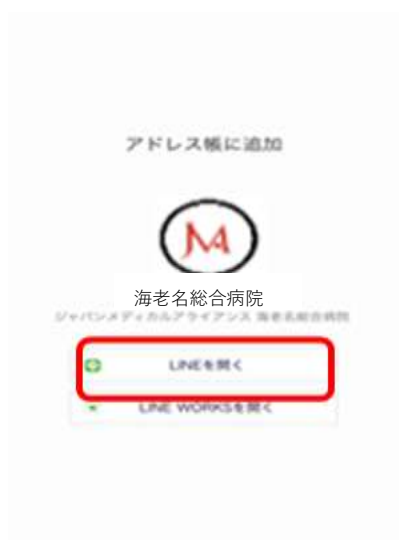 アドレス帳に追加
JMA
海老名総合病院
ジャパンメディカルアライアンス 海老名総合病院
LINEを開く
LINE WORKSを開く